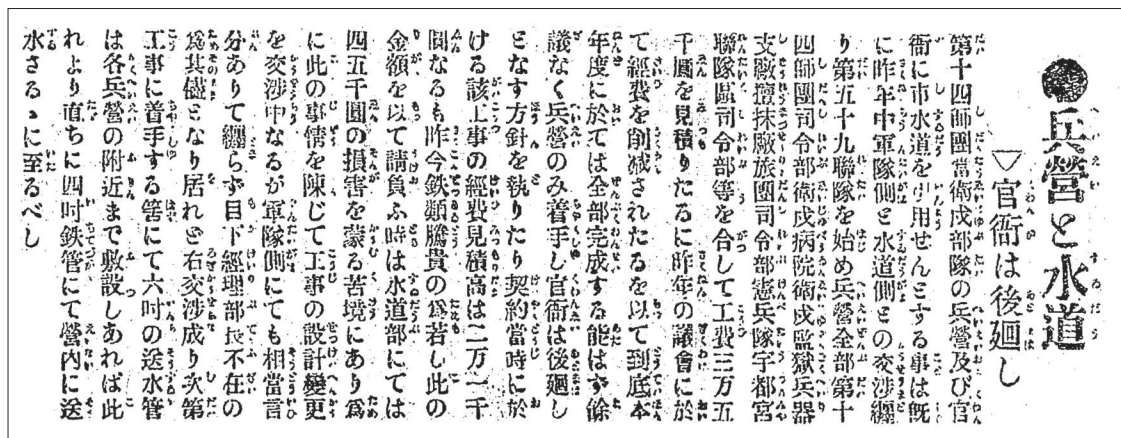 ●兵營と水道
▽官衙は後廻し
第十四師團當衛戍部隊の兵營及び官
衙に市水道を引用せんとする事は既
に昨年中軍隊側と水道側との交渉纒
り第五十九聯隊を始め兵營全部第十
四師團司令部衛戍病院衛戍監獄兵器
支廠糧秣廠旅團司令部憲兵隊宇都宮
聯隊區司令部等を合して工費三万五
千圓を見積りたるに昨年の議會に於
て經費を削减されたるを以て到底本
年度に於ては全部完成する能はず餘
議なく兵營のみ着手し官衙は後廻し
となす方針を執りたり契約當時に於
ける該工事の經費見積高は二万一千
圓なるも昨今鉄類騰貴の爲若し此の
金額を以て請負ふ時は水道部にては
四五千圓の損害を蒙る苦境にあり爲
に此の事情を陳じて工事の設計變更
を交渉中なるが軍隊側にても相當言
分ありて纒らず目下經理部長不在の
爲其儘となり居れど右交渉成り次第
工事に着手する筈にて六吋の送水管
は各兵營の附近まで敷設しあれば此
れより直ちに四吋鉄管にて營内に送
水さるゝに至るべし